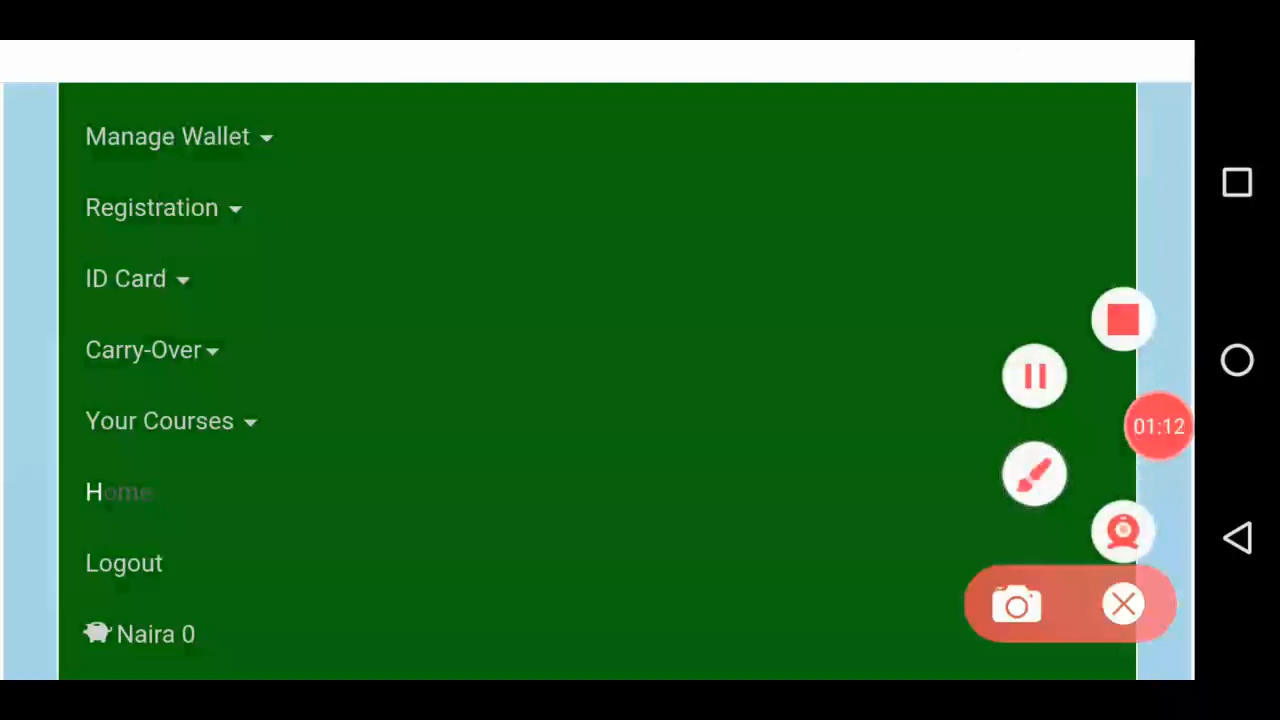 Manage Wallet
Registration
ID Card
Carry-Over
Your Courses
Home
Logout
Naira 0
01:12